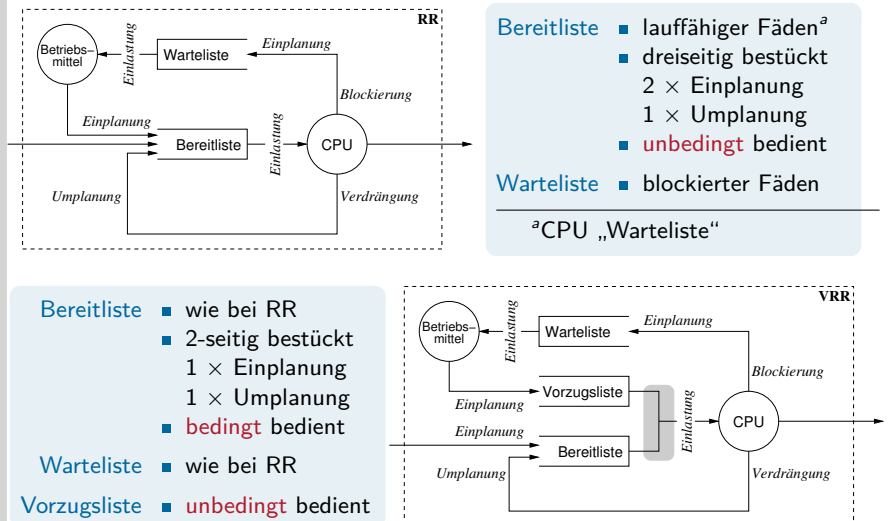 RR
Betriebs–
mittel
Einlastung
Warteliste
Einplanung
Blockierung
Einplanung
Bereitliste
Einlastung
CPU
Umplanung
Verdrängung
Bereitliste ■ lauffähiger Fädenᵃ
■ dreiseitig bestückt
2 × Einplanung
1 × Umplanung
■ unbedingt bedient
Warteliste ■ blockierter Fäden
ᵃCPU „Warteliste“
Bereitliste ■ wie bei RR
■ 2-seitig bestückt
1 × Einplanung
1 × Umplanung
■ bedingt bedient
Warteliste ■ wie bei RR
Vorzugsliste ■ unbedingt bedient
VRR
Betriebs–
mittel
Einlastung
Warteliste
Einplanung
Blockierung
Vorzugsliste
Einplanung
Einplanung
Bereitliste
Einlastung
CPU
Umplanung
Verdrängung